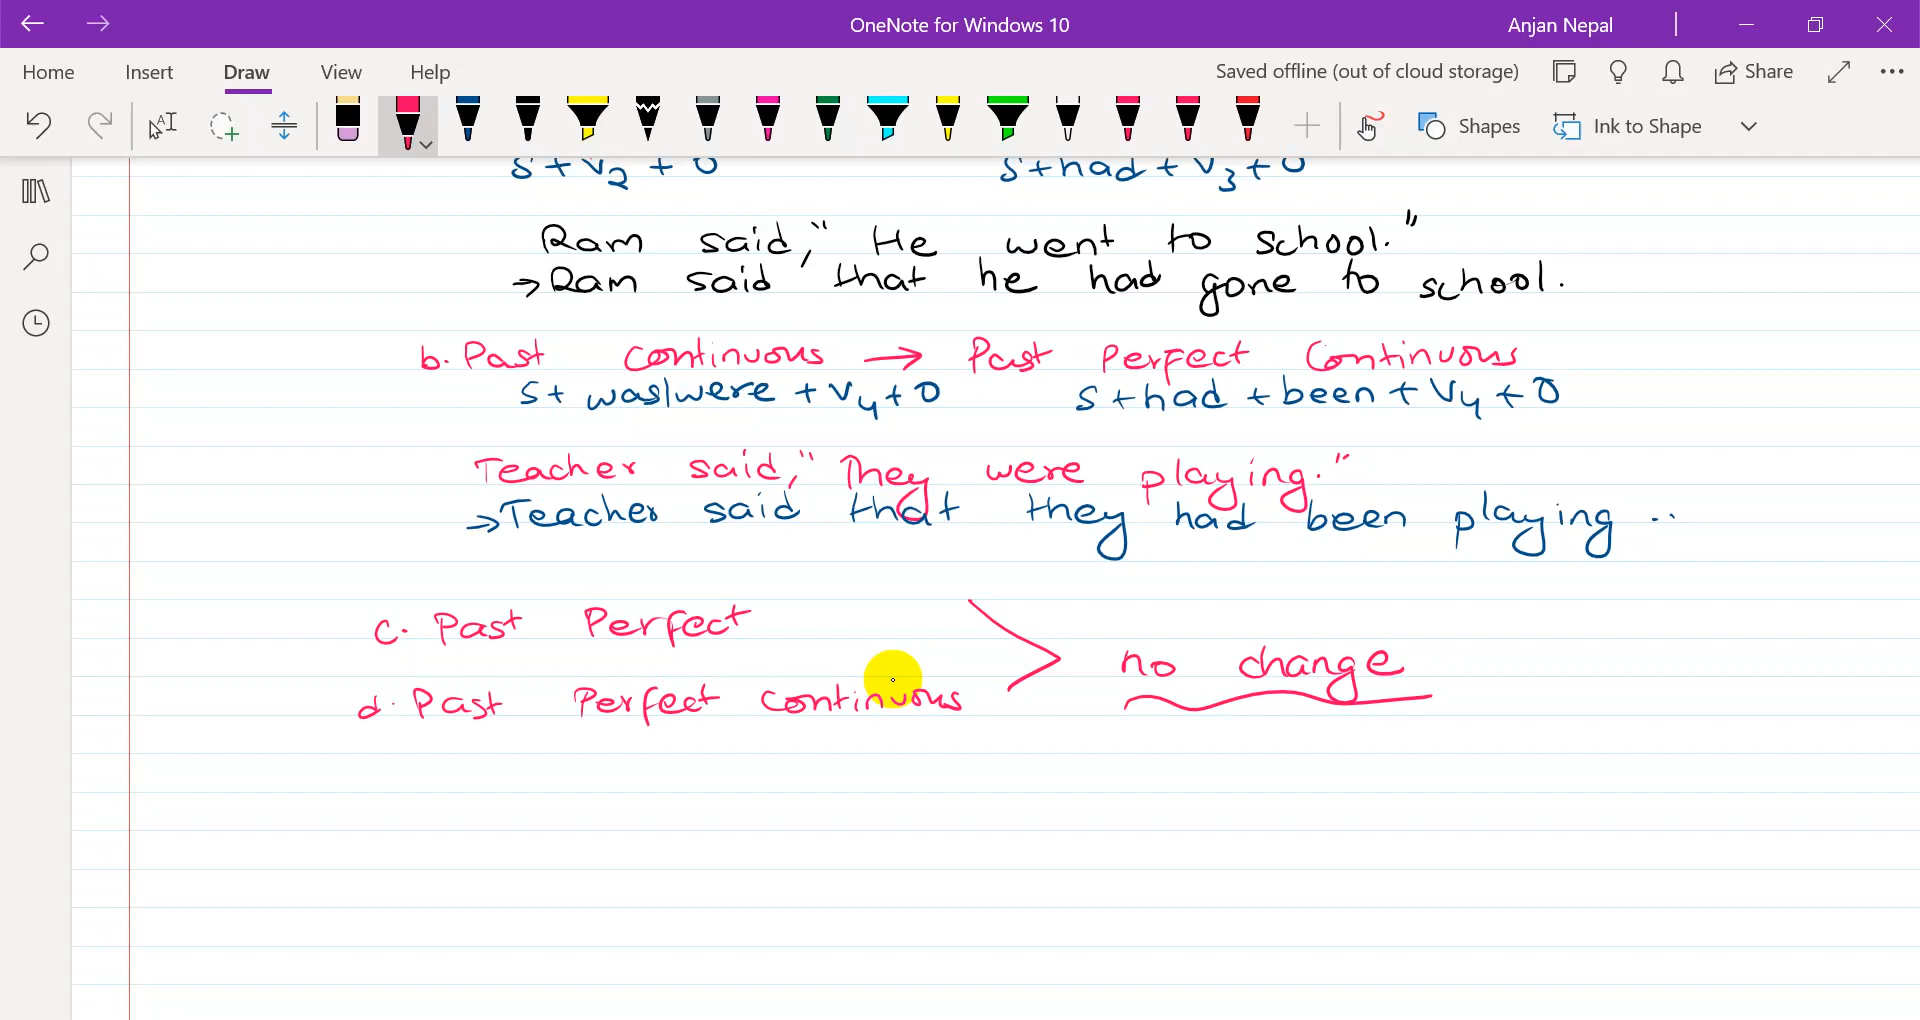 OneNote for Windows 10
Anjan Nepal
Home Insert Draw View Help
Saved offline (out of cloud storage)
Share
Shapes
Ink to Shape
S + V2 + O S + had + V3 + O
Ram said, "He went to school."
→ Ram said that he had gone to school.
b. Past Continuous → Past Perfect Continuous
S + was/were + V4 + O S + had + been + V4 + O
Teacher said, "They were playing."
→ Teacher said that they had been playing ..
c. Past Perfect
no change
d. Past Perfect continuous